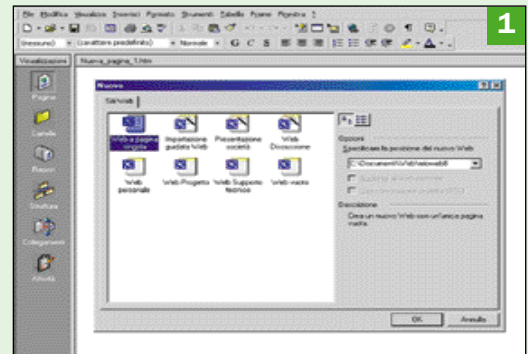 File Modifica Visualizza Inserisci Formato Strumenti Tabella Frame Finestra ?
1
(nessuno) (carattere predefinito) Normale G C S
Visualizzazioni Nuova_pagina_1.htm
Nuovo
Siti Web
Pagina
Web a pagina singola
Importazione guidata Web
Presentazione società
Web Discussione
Opzioni
Specificare la posizione del nuovo Web
Cartelle
Web personale
Web Progetto
Web Supporto tecnico
Web vuoto
Rapporti
Struttura
Descrizione
Crea un nuovo Web con un'unica pagina
vuota.
Collegamenti
Attività
OK Annulla